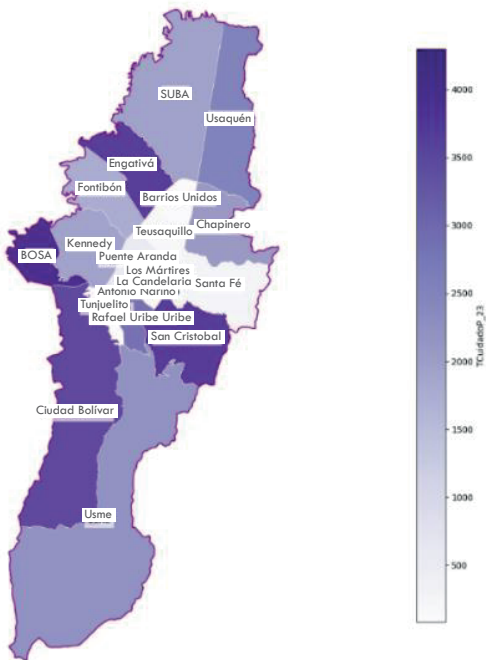 SUBA
Usaquén
Engativá
Fontibón
Barrios Unidos
Chapinero
Teusaquillo
Kennedy
BOSA
Puente Aranda
Los Mártires
La Candelaria
Santa Fé
Antonio Nariño
Tunjuelito
Rafael Uribe Uribe
San Cristobal
Ciudad Bolívar
Usme
4000
3500
3000
2500
2000
1500
1000
500
TCuidadoP_23